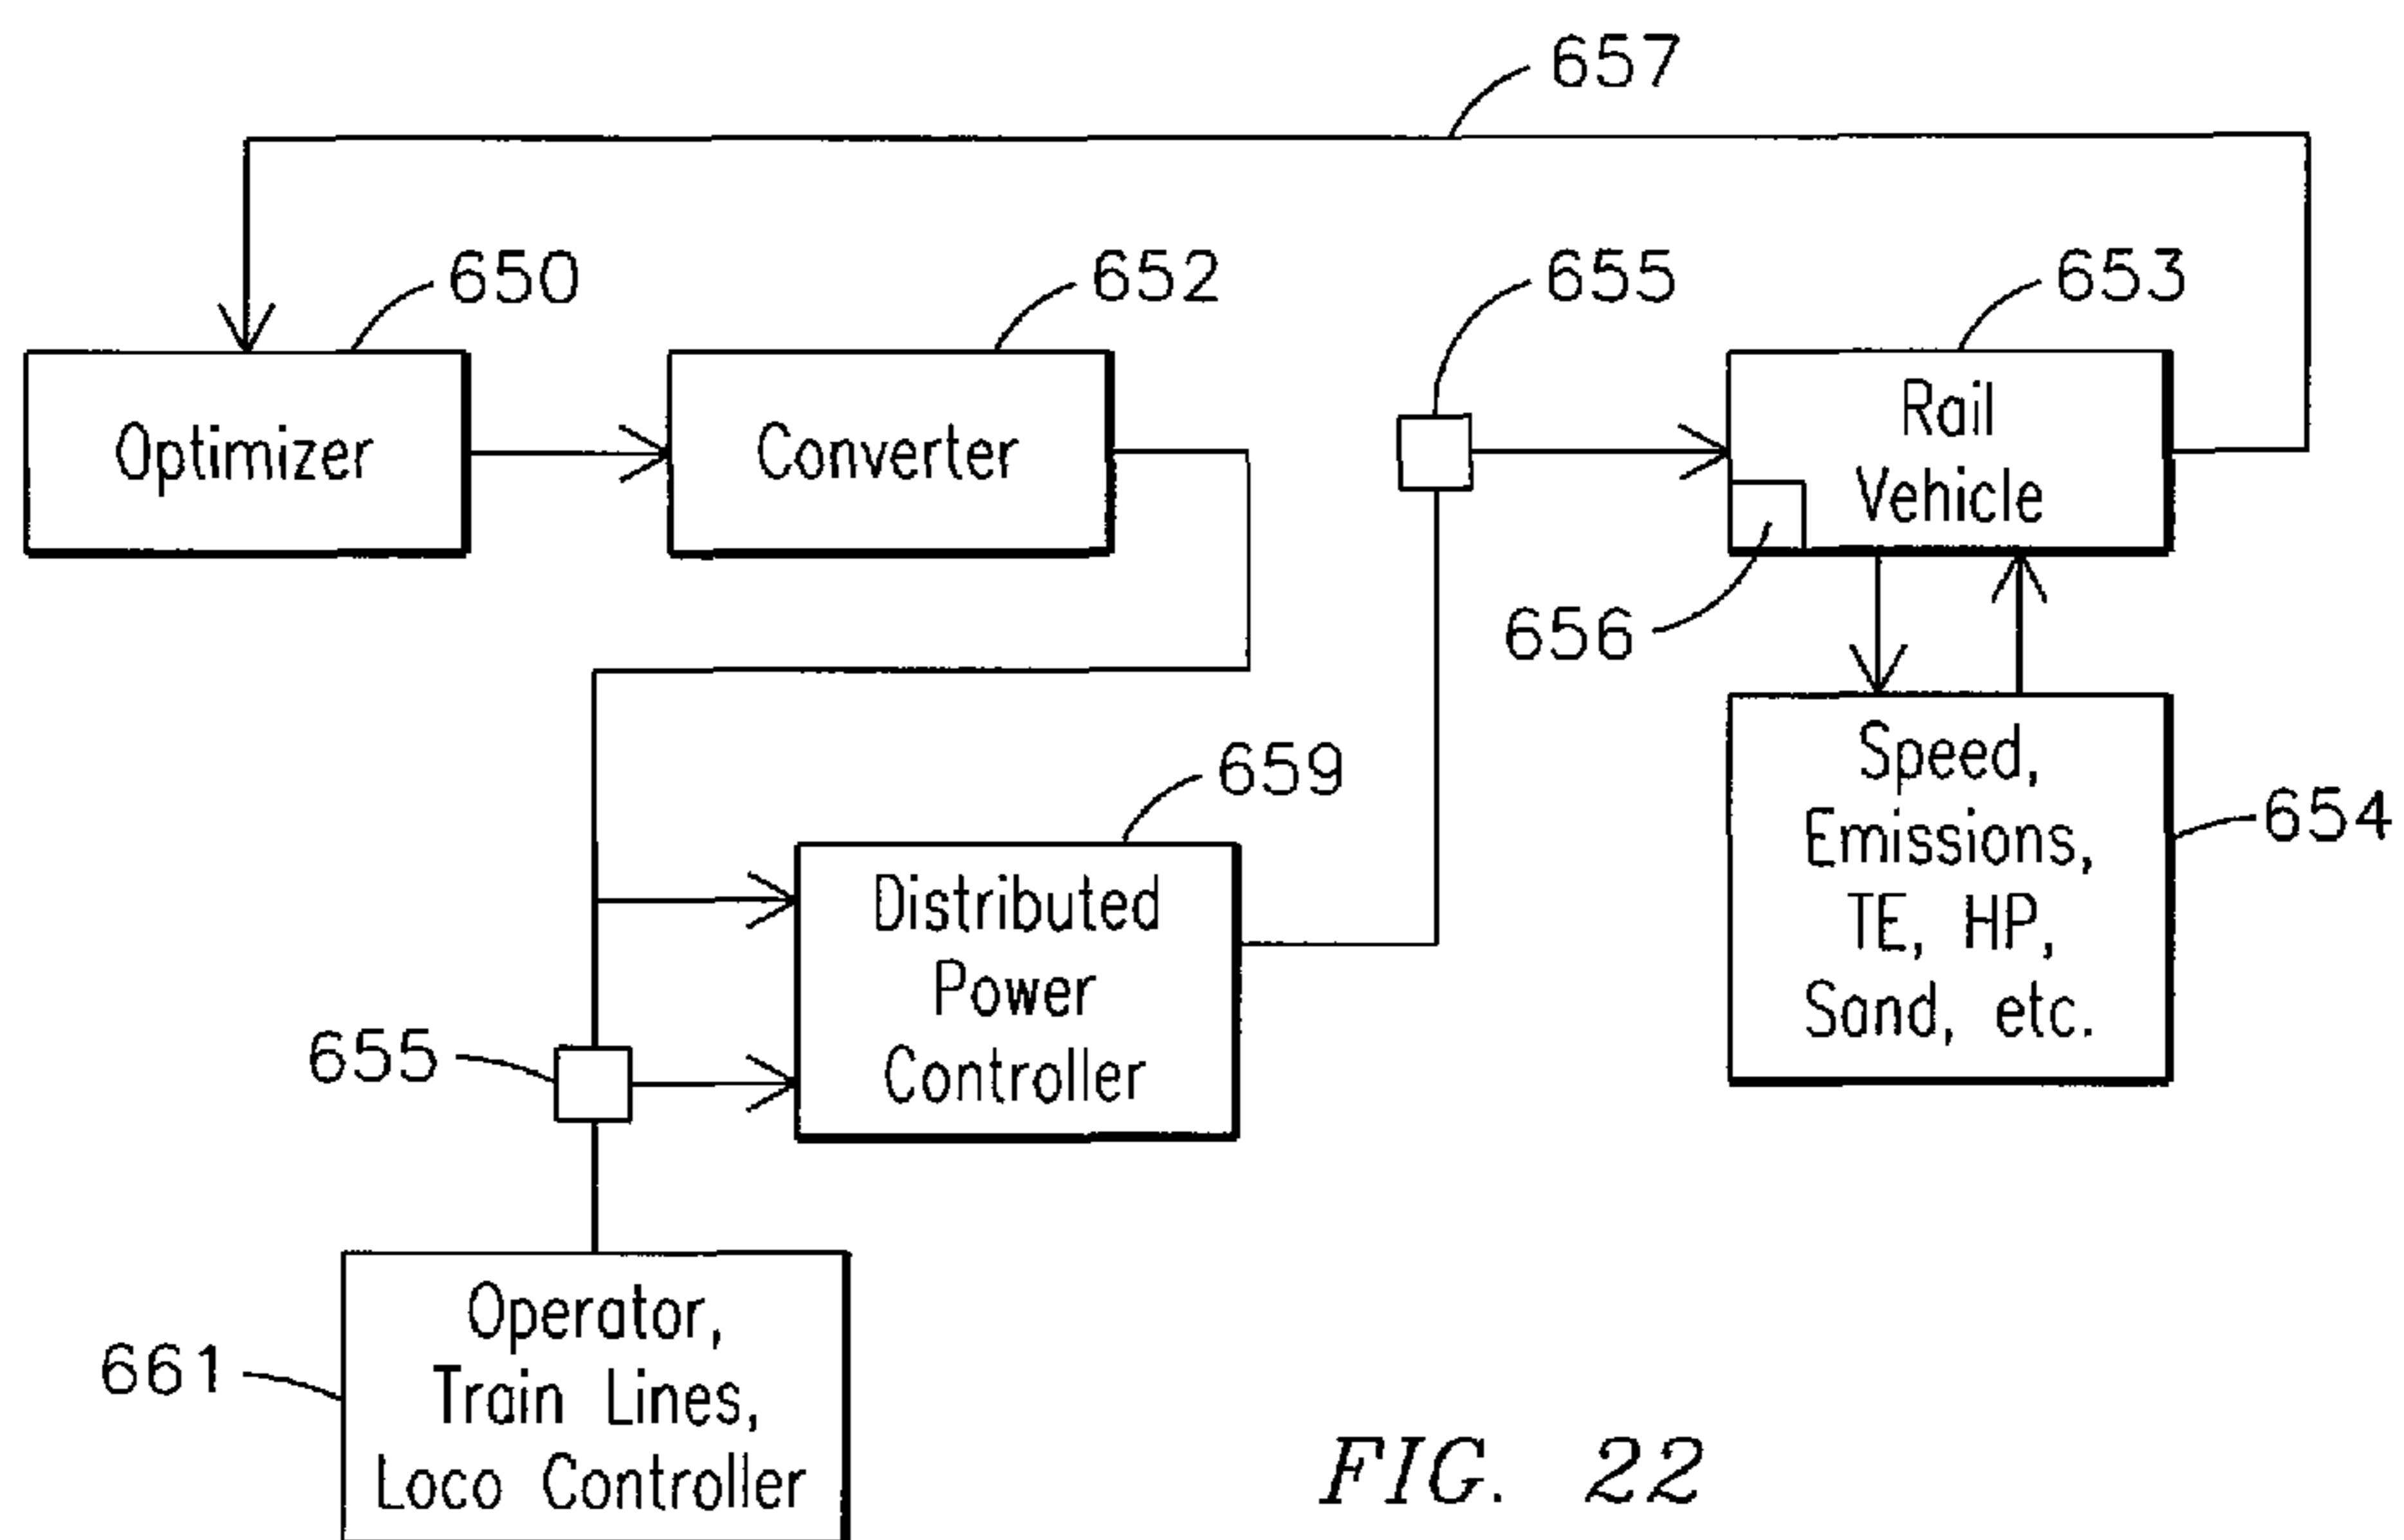 657
650
652
655
653
Optimizer
Converter
Rail
Vehicle
656
659
Speed,
Emissions,
TE, HP,
Sand, etc.
654
Distributed
Power
Controller
655
661
Operator,
Train Lines,
Loco Controller
FIG. 22